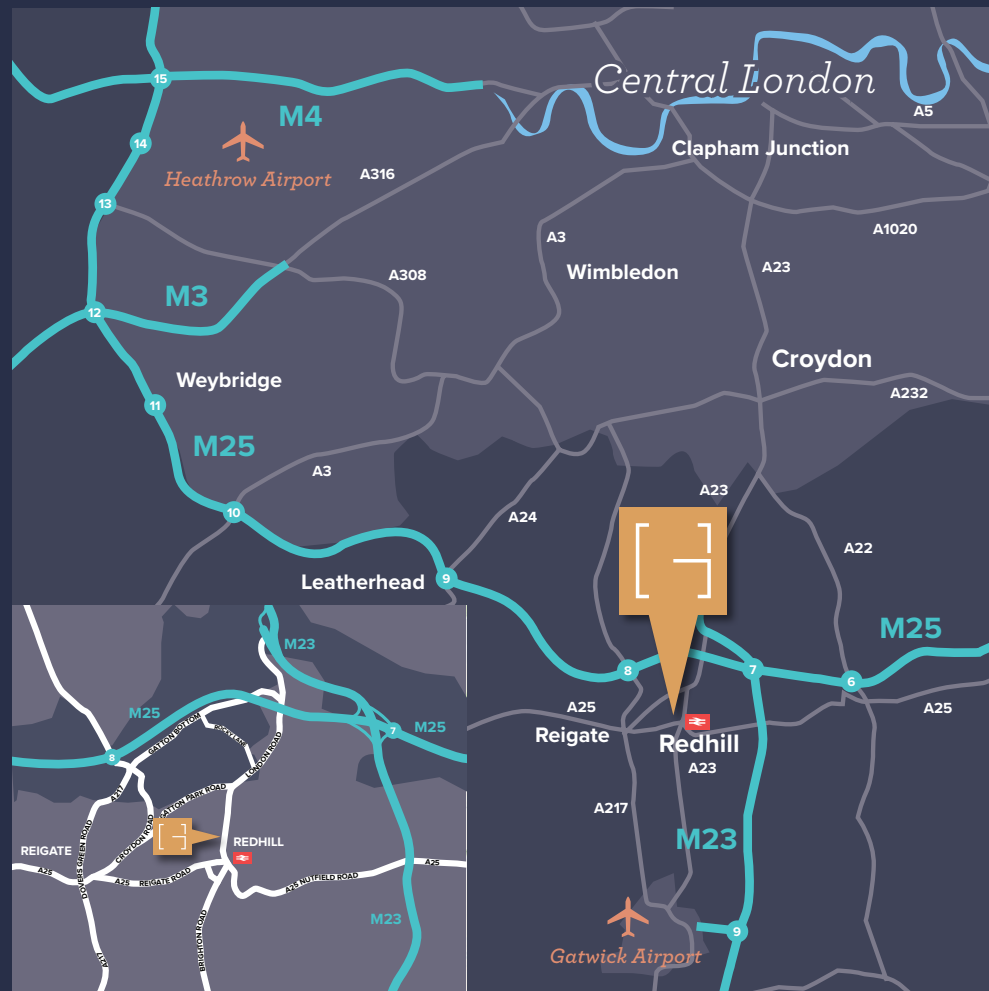 15
Central London
M4
A5
14
Clapham Junction
Heathrow Airport
A316
13
A1020
A3
A308
Wimbledon
A23
M3
12
Croydon
Weybridge
A232
11
M25
A3
A23
10
A24
A22
Leatherhead
9
M25
8
7
6
A25
A25
Reigate
Redhill
A23
A217
M23
9
Gatwick Airport
M23
M25
7
M25
GATTON BOTTOM
ROCKY LANE
8
LONDON ROAD
A217
GATTON PARK ROAD
CROYDON ROAD
DOVERS GREEN ROAD
REIGATE
REDHILL
A25
A25
REIGATE ROAD
A25 NUTFIELD ROAD
A25
M23
BRIGHTON ROAD
A217